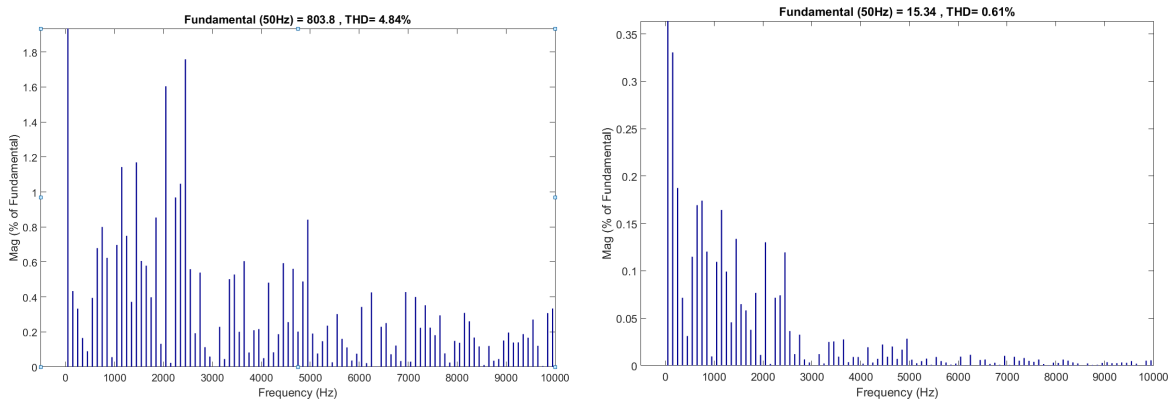 Fundamental (50Hz) = 803.8 , THD= 4.84%
Mag (% of Fundamental)
1.8
1.6
1.4
1.2
1
0.8
0.6
0.4
0.2
0
0 1000 2000 3000 4000 5000 6000 7000 8000 9000 10000
Frequency (Hz)
Fundamental (50Hz) = 15.34 , THD= 0.61%
Mag (% of Fundamental)
0.35
0.3
0.25
0.2
0.15
0.1
0.05
0
0 1000 2000 3000 4000 5000 6000 7000 8000 9000 10000
Frequency (Hz)